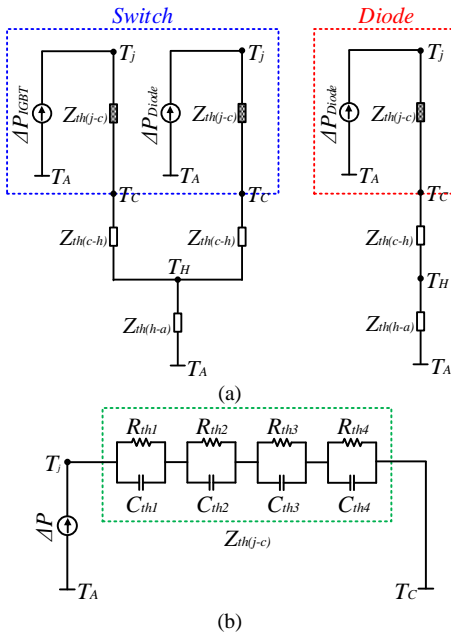 Switch Diode
Tj Tj Tj
ΔPIGBT Zth(j-c) ΔPDiode Zth(j-c) ΔPDiode Zth(j-c)
TA TA TA
TC TC TC
Zth(c-h) Zth(c-h) Zth(c-h)
TH TH
Zth(h-a) Zth(h-a)
TA TA
(a)
Rth1 Rth2 Rth3 Rth4
Tj
Cth1 Cth2 Cth3 Cth4
ΔP
Zth(j-c)
TA TC
(b)